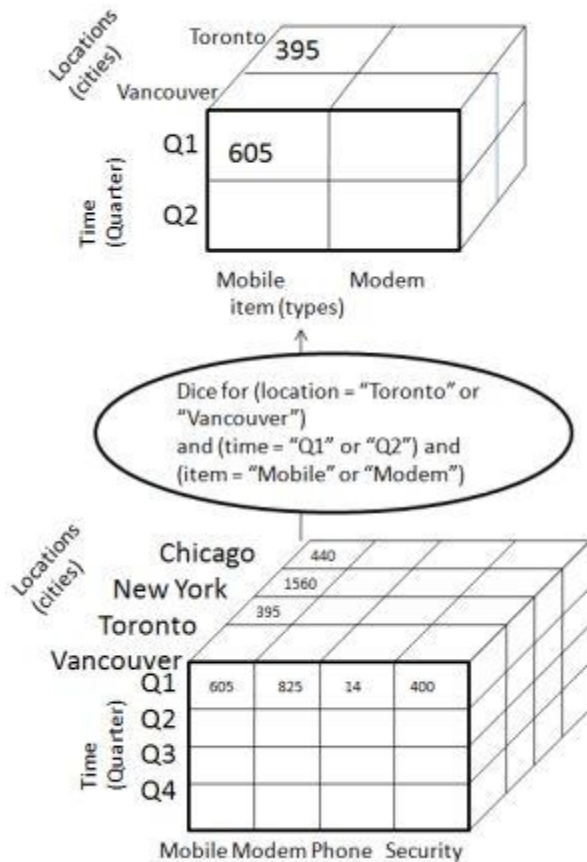 Locations
(cities)
Toronto
395
Vancouver
Q1
605
Q2
Time
(Quarter)
Mobile
Modem
item (types)
Dice for (location = “Toronto” or
“Vancouver”)
and (time = “Q1” or “Q2”) and
(item = “Mobile” or “Modem”)
Locations
(cities)
Chicago
440
New York
1560
Toronto
395
Vancouver
Q1
605
825
14
400
Q2
Q3
Q4
Time
(Quarter)
Mobile Modem Phone Security